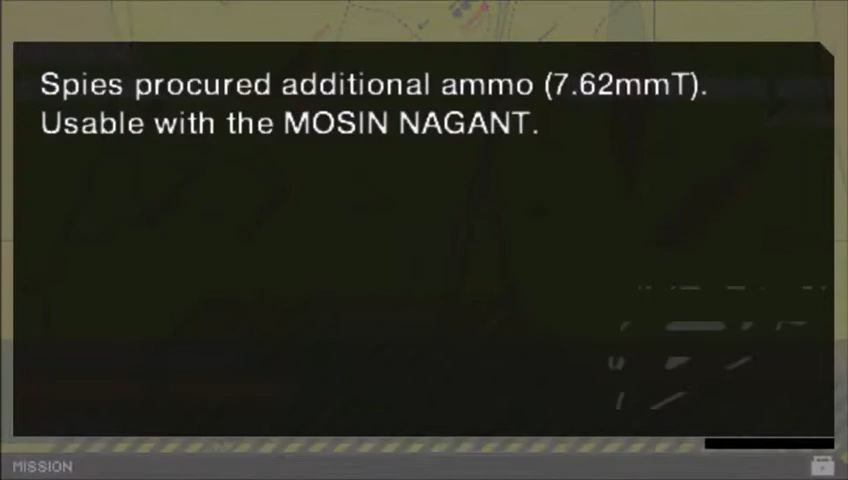 Spies procured additional ammo (7.62mmT).
Usable with the MOSIN NAGANT.
MISSION